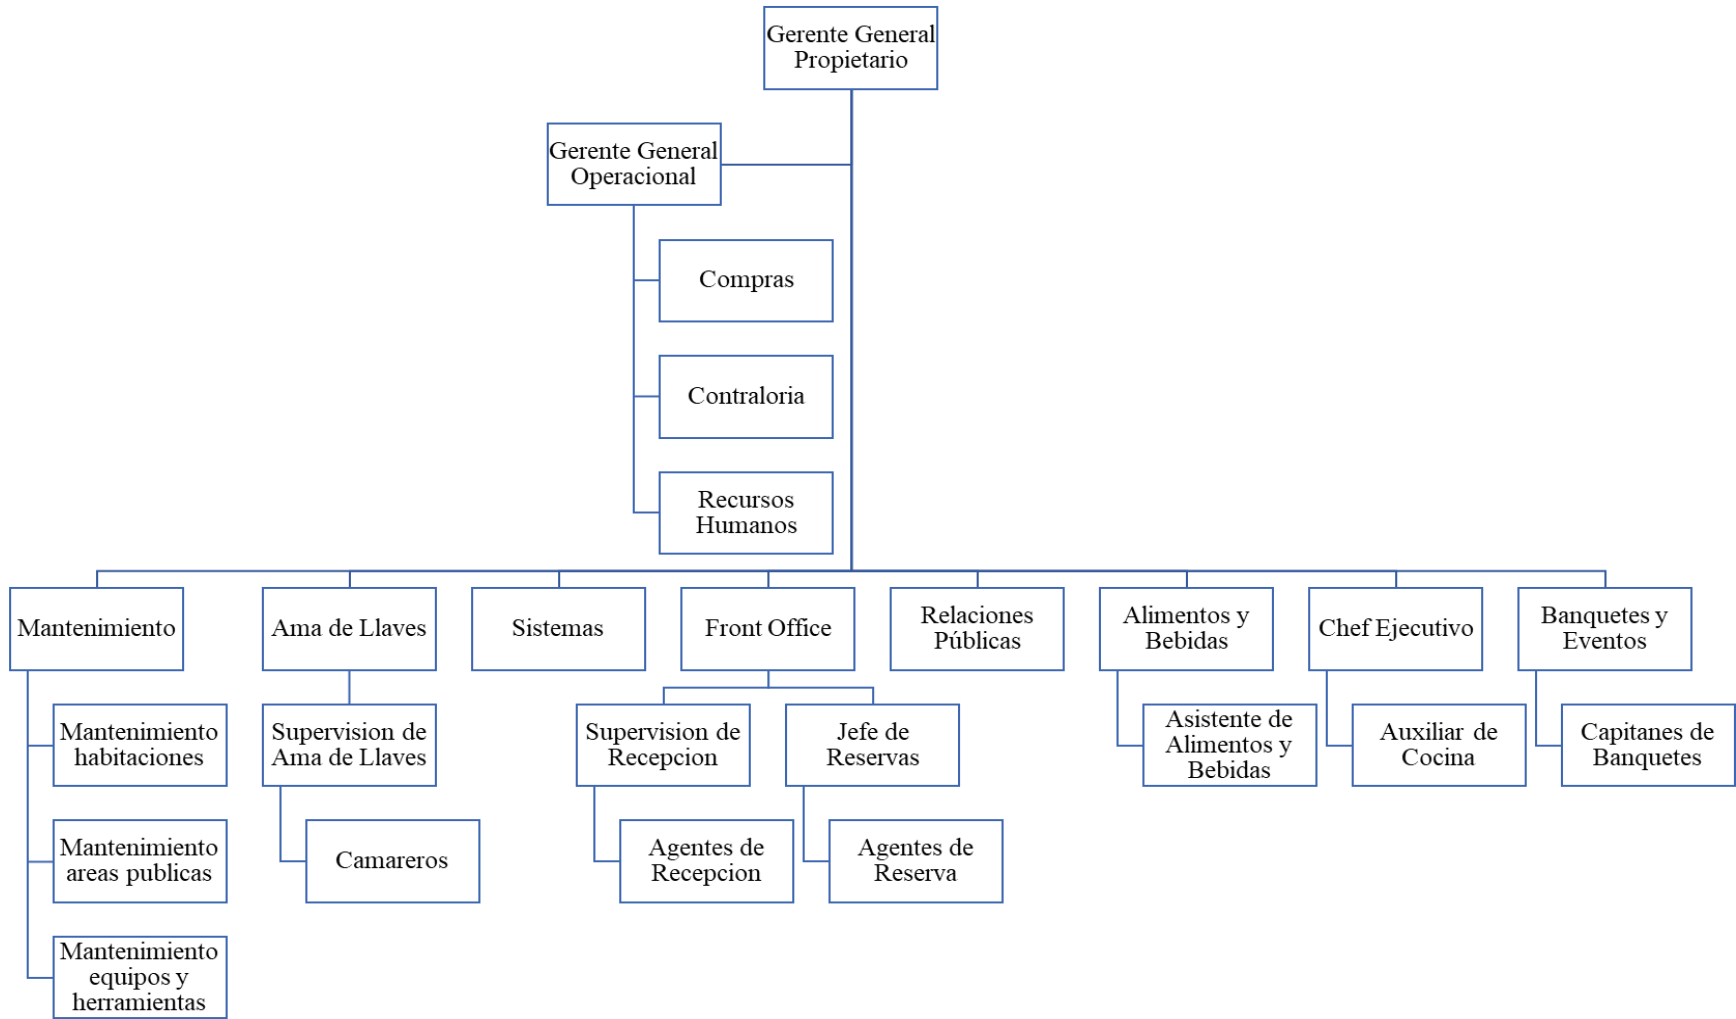 Gerente General
Propietario
Gerente General
Operacional
Compras
Contraloria
Recursos
Humanos
Mantenimiento
Ama de Llaves
Sistemas
Front Office
Relaciones
Públicas
Alimentos y
Bebidas
Chef Ejecutivo
Banquetes y
Eventos
Mantenimiento
habitaciones
Supervision de
Ama de Llaves
Supervision de
Recepcion
Jefe de
Reservas
Asistente de
Alimentos y
Bebidas
Auxiliar de
Cocina
Capitanes de
Banquetes
Mantenimiento
areas publicas
Camareros
Agentes de
Recepcion
Agentes de
Reserva
Mantenimiento
equipos y
herramientas